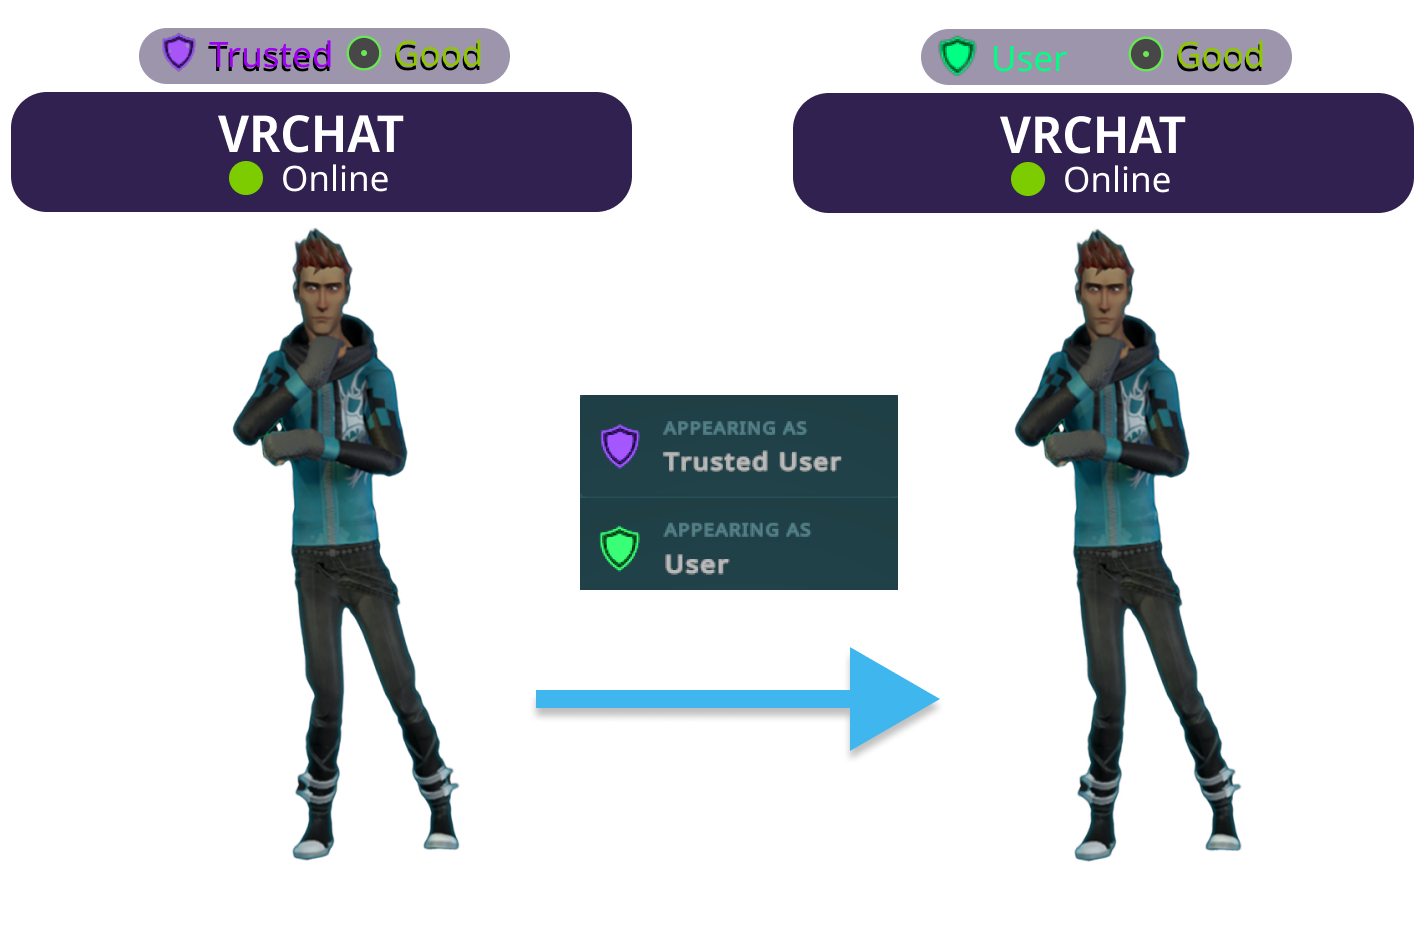 Trusted Good
VRCHAT
Online
User Good
VRCHAT
Online
APPEARING AS
Trusted User
APPEARING AS
User